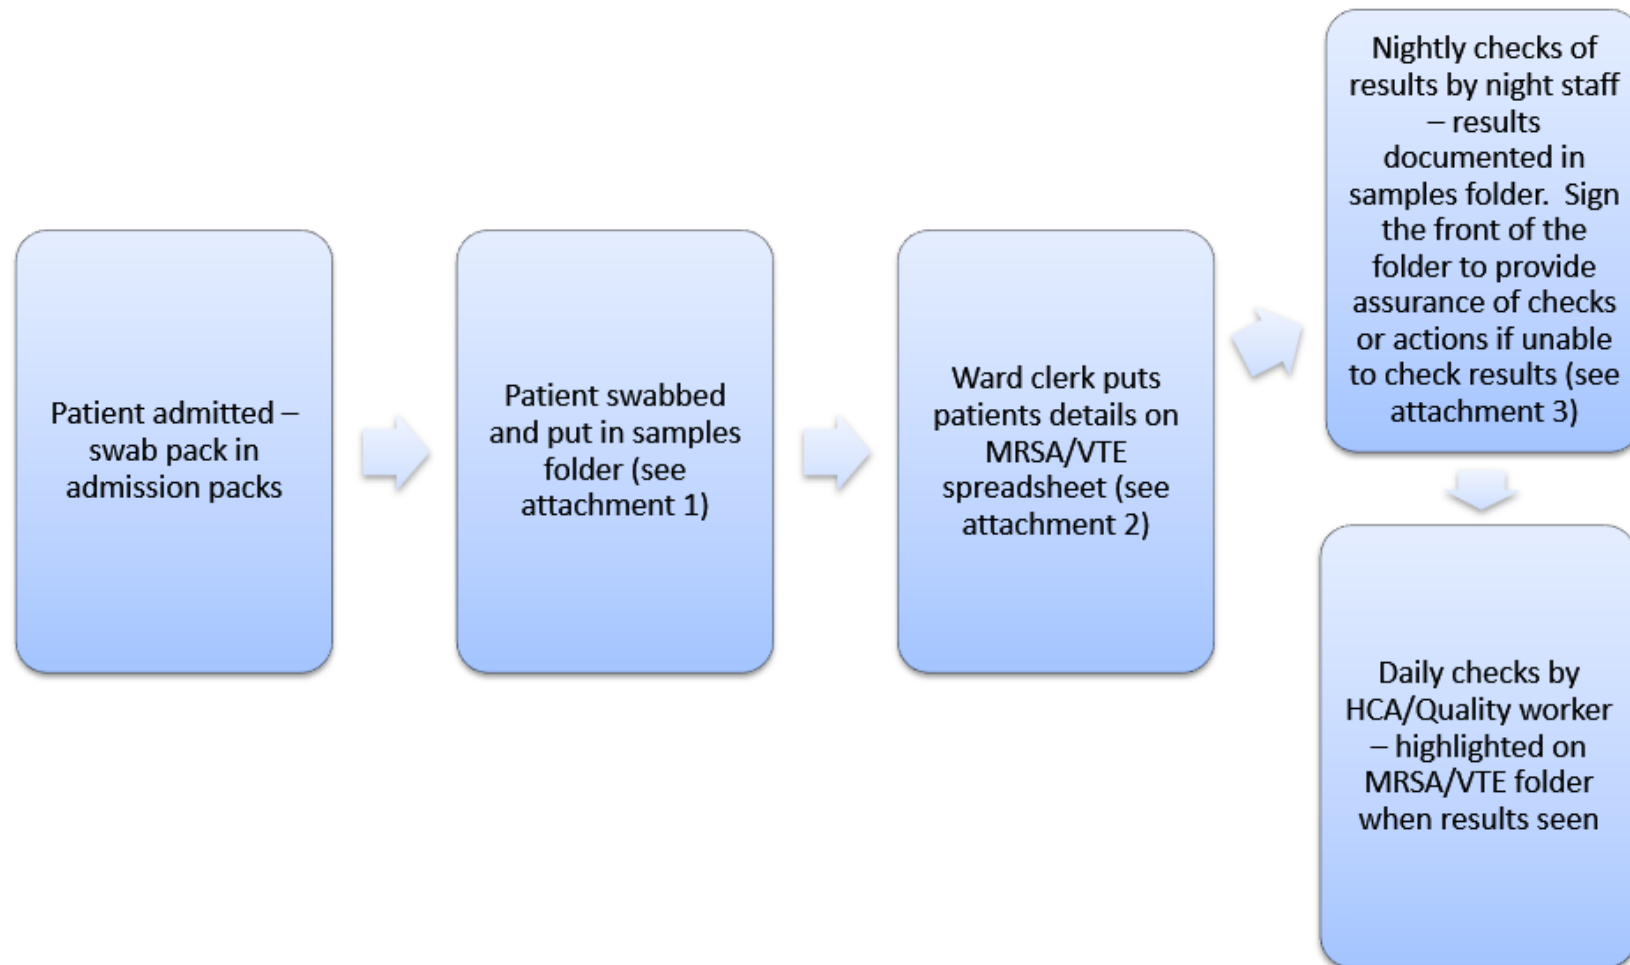 Patient admitted –
swab pack in
admission packs
Patient swabbed
and put in samples
folder (see
attachment 1)
Ward clerk puts
patients details on
MRSA/VTE
spreadsheet (see
attachment 2)
Nightly checks of
results by night staff
– results
documented in
samples folder.  Sign
the front of the
folder to provide
assurance of checks
or actions if unable
to check results (see
attachment 3)
Daily checks by
HCA/Quality worker
– highlighted on
MRSA/VTE folder
when results seen